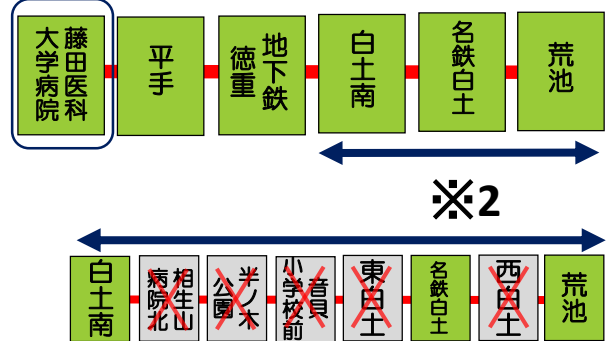 藤田医科
大学病院
平手
地下鉄
徳重
白土南
名鉄白土
荒池
※2
白土南
相生山
病院北
半ノ木
公園
音貝
小学校前
東白土
名鉄白土
西白土
荒池